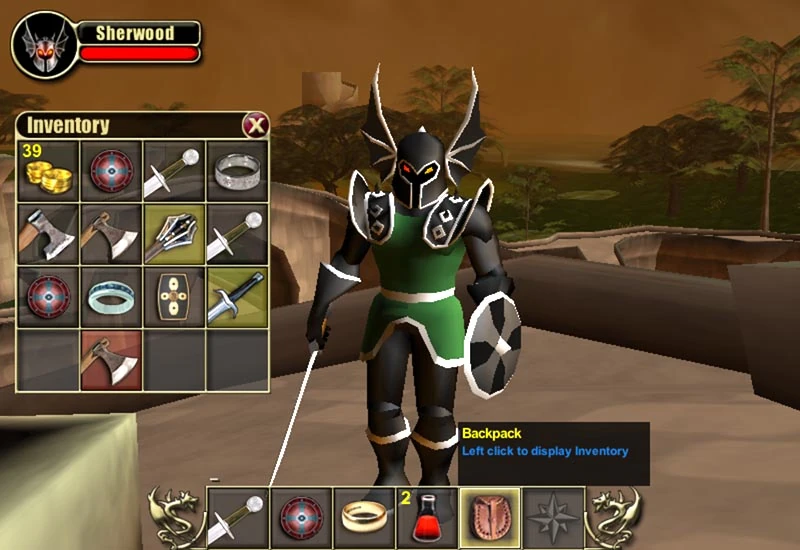 Sherwood
Inventory
X
39
Backpack
Left click to display Inventory
2